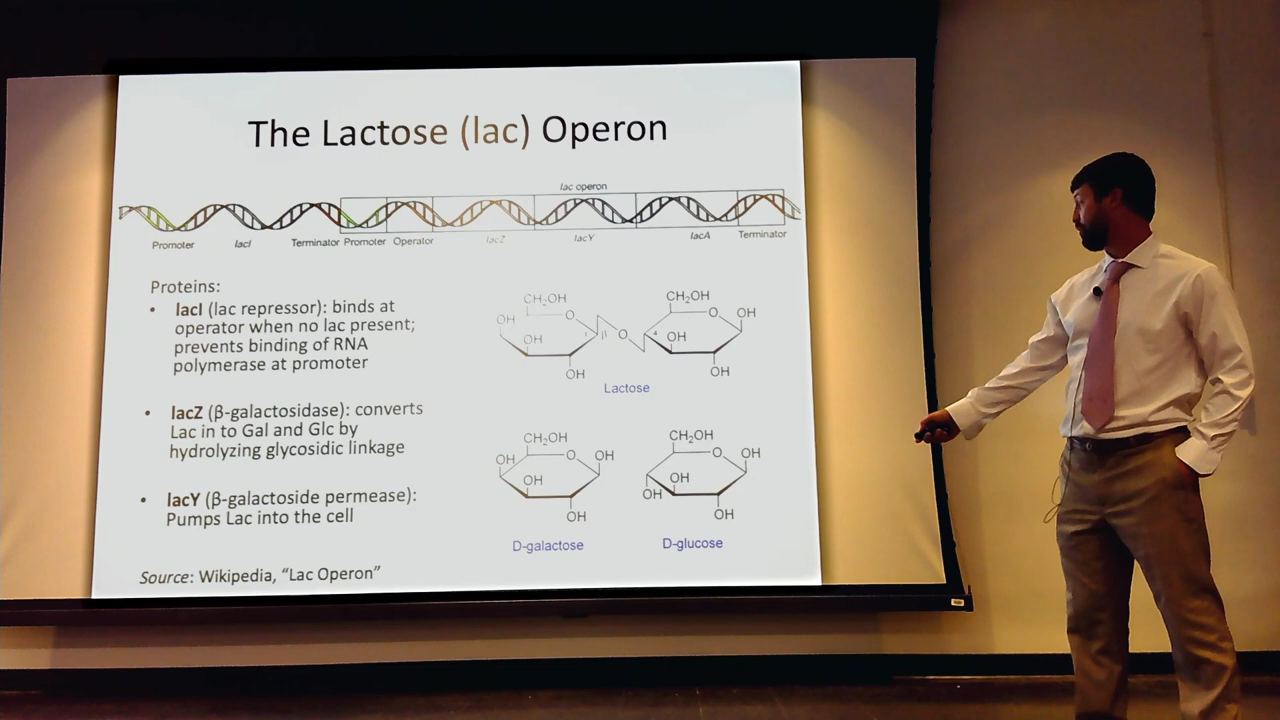 The Lactose (lac) Operon
lac operon
Promoter lacI Terminator Promoter Operator lacZ lacY lacA Terminator
Proteins:
• lacI (lac repressor): binds at
operator when no lac present;
prevents binding of RNA
polymerase at promoter
• lacZ (β-galactosidase): converts
Lac in to Gal and Glc by
hydrolyzing glycosidic linkage
• lacY (β-galactoside permease):
Pumps Lac into the cell
Source: Wikipedia, “Lac Operon”
CH₂OH CH₂OH
OH O O OH
OH 1 β O 4 OH
OH OH
Lactose
CH₂OH CH₂OH
OH O OH O OH
OH OH OH
OH OH
D-galactose D-glucose